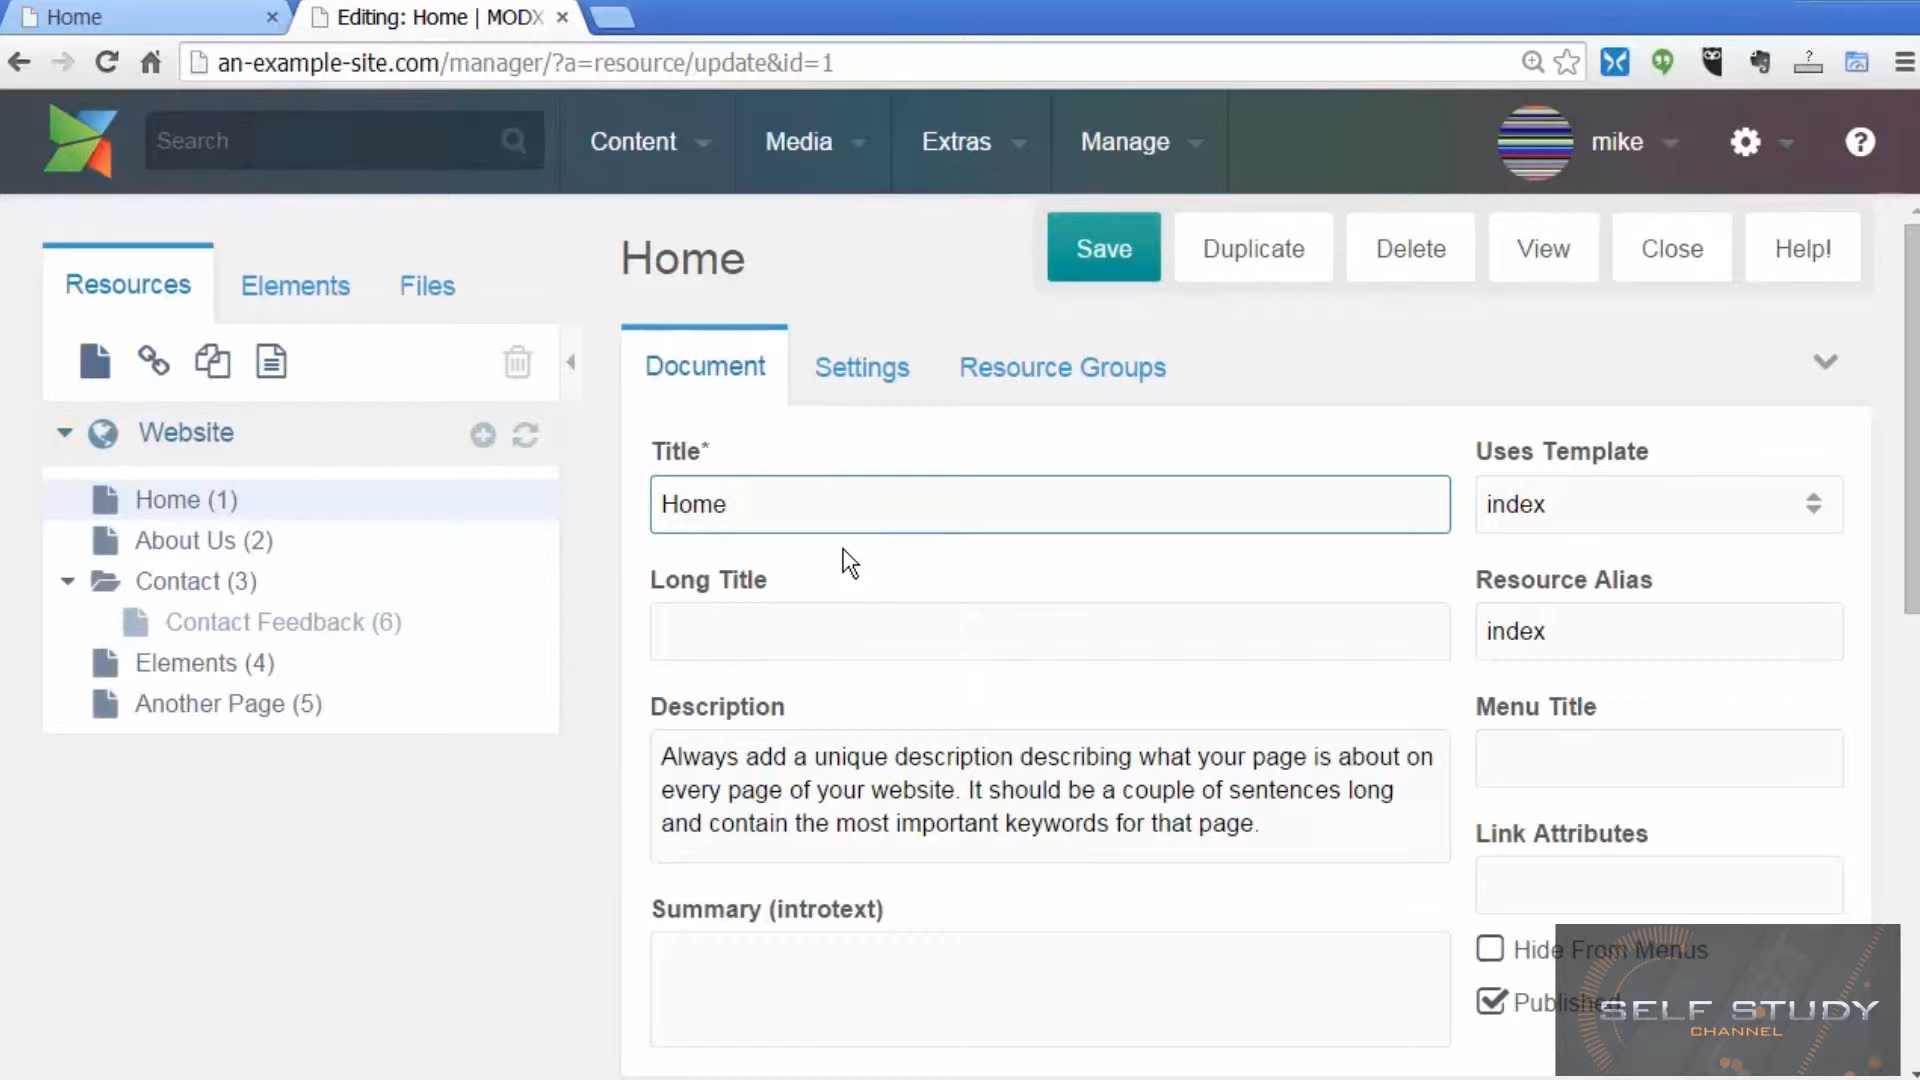 Home
Editing: Home | MODX
an-example-site.com/manager/?a=resource/update&id=1
Search
Content
Media
Extras
Manage
mike
Resources
Elements
Files
Website
Home (1)
About Us (2)
Contact (3)
Contact Feedback (6)
Elements (4)
Another Page (5)
Home
Save
Duplicate
Delete
View
Close
Help!
Document
Settings
Resource Groups
Title*
Home
Long Title
Description
Always add a unique description describing what your page is about on
every page of your website. It should be a couple of sentences long
and contain the most important keywords for that page.
Summary (introtext)
Uses Template
index
Resource Alias
index
Menu Title
Link Attributes
Hide From Menus
Published
SELF STUDY
CHANNEL